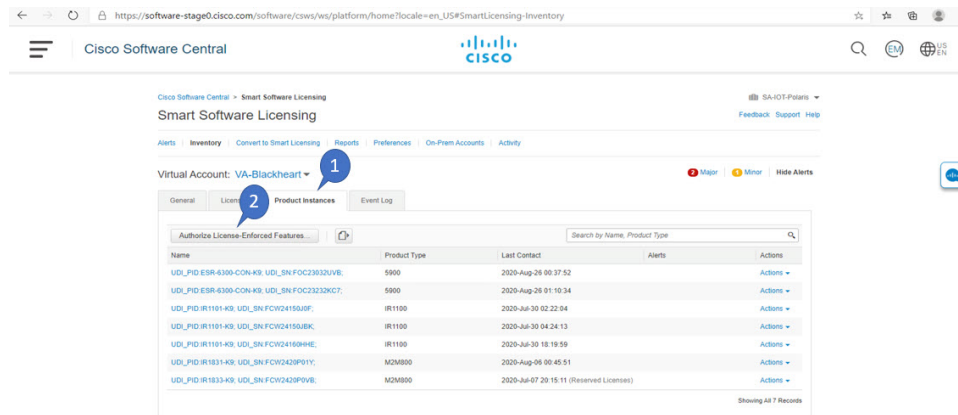 https://software-stage0.cisco.com/software/csws/ws/platform/home?locale=en_US#SmartLicensing-Inventory
Cisco Software Central
cisco
EM
US
EN
Cisco Software Central > Smart Software Licensing
SA-IOT-Polaris
Smart Software Licensing
Feedback Support Help
Alerts | Inventory | Convert to Smart Licensing | Reports | Preferences | On-Prem Accounts | Activity
1
Virtual Account: VA-Blackheart
2 Major | 1 Minor | Hide Alerts
General
2
Product Instances
Event Log
Authorize License-Enforced Features...
Search by Name, Product Type
Name Product Type Last Contact Alerts Actions
UDI_PID:ESR-6300-CON-K9; UDI_SN:FOC23032UVB; 5900 2020-Aug-26 00:37:52 Actions
UDI_PID:ESR-6300-CON-K9; UDI_SN:FOC23232KC7; 5900 2020-Aug-26 01:10:34 Actions
UDI_PID:IR1101-K9; UDI_SN:FCW24150J0F; IR1100 2020-Jul-30 02:22:04 Actions
UDI_PID:IR1101-K9; UDI_SN:FCW24150JBK; IR1100 2020-Jul-30 04:24:13 Actions
UDI_PID:IR1101-K9; UDI_SN:FCW24160HHE; IR1100 2020-Jul-30 18:19:59 Actions
UDI_PID:IR1831-K9; UDI_SN:FCW2420P01Y; M2M800 2020-Aug-06 00:45:51 Actions
UDI_PID:IR1833-K9; UDI_SN:FCW2420P0VB; M2M800 2020-Jul-07 20:15:11 (Reserved Licenses) Actions
Showing All 7 Records